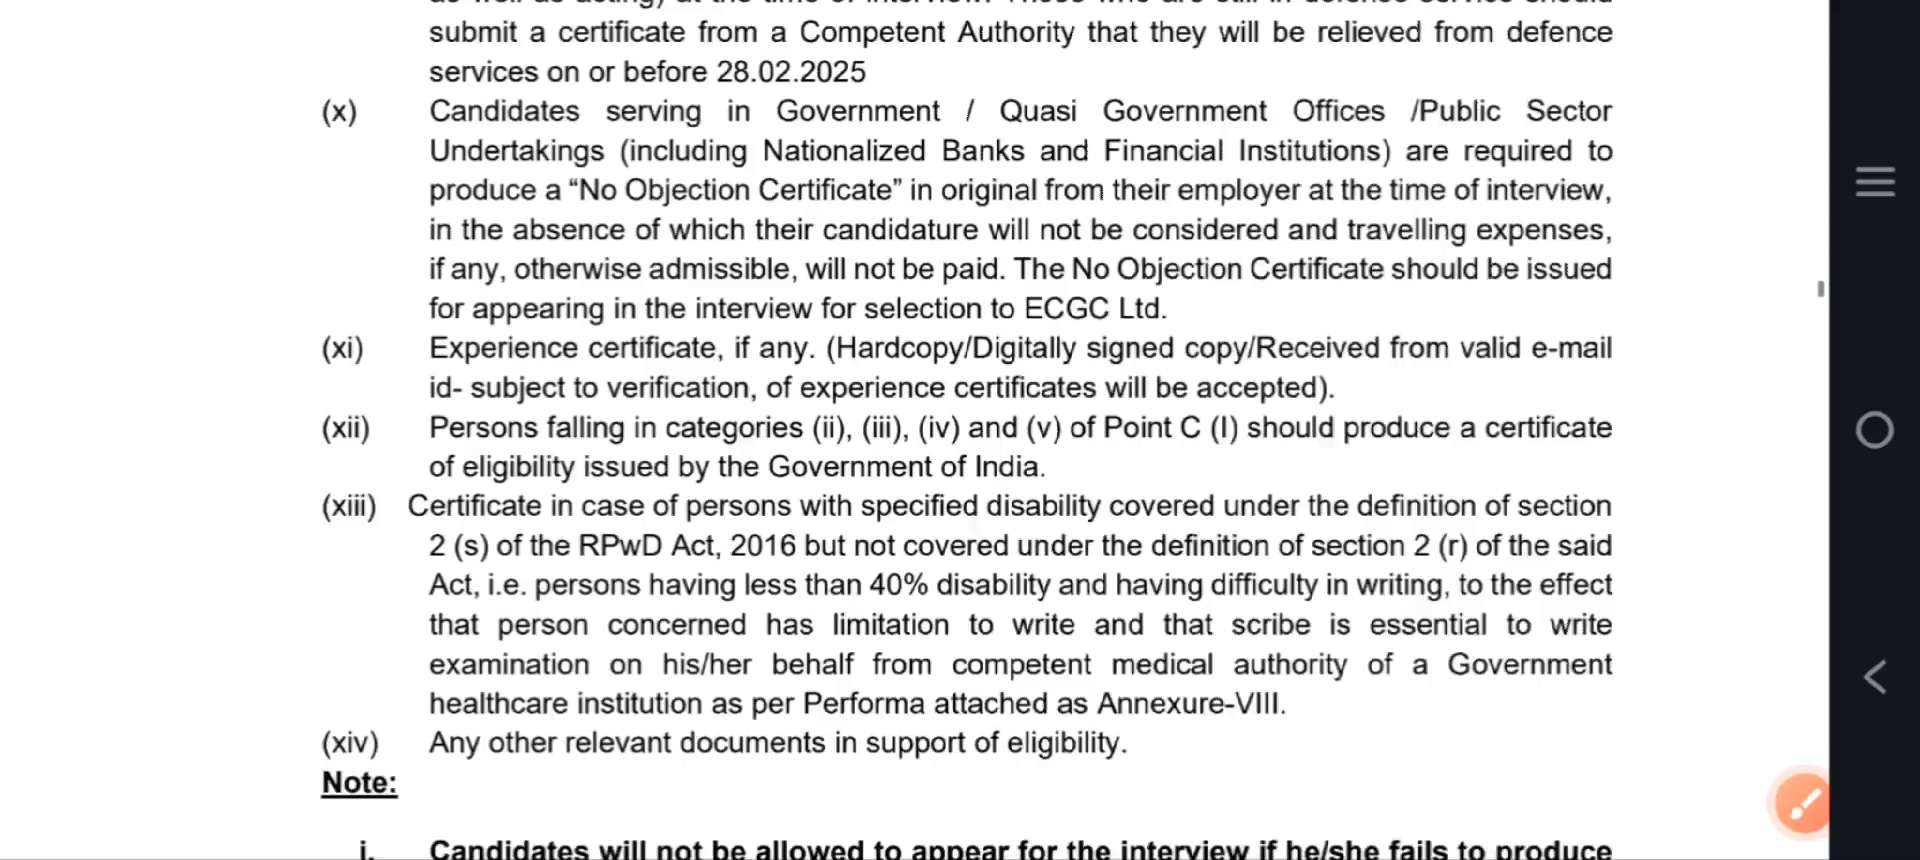 submit a certificate from a Competent Authority that they will be relieved from defence
services on or before 28.02.2025
(x) Candidates serving in Government / Quasi Government Offices /Public Sector
Undertakings (including Nationalized Banks and Financial Institutions) are required to
produce a “No Objection Certificate” in original from their employer at the time of interview,
in the absence of which their candidature will not be considered and travelling expenses,
if any, otherwise admissible, will not be paid. The No Objection Certificate should be issued
for appearing in the interview for selection to ECGC Ltd.
(xi) Experience certificate, if any. (Hardcopy/Digitally signed copy/Received from valid e-mail
id- subject to verification, of experience certificates will be accepted).
(xii) Persons falling in categories (ii), (iii), (iv) and (v) of Point C (I) should produce a certificate
of eligibility issued by the Government of India.
(xiii) Certificate in case of persons with specified disability covered under the definition of section
2 (s) of the RPwD Act, 2016 but not covered under the definition of section 2 (r) of the said
Act, i.e. persons having less than 40% disability and having difficulty in writing, to the effect
that person concerned has limitation to write and that scribe is essential to write
examination on his/her behalf from competent medical authority of a Government
healthcare institution as per Performa attached as Annexure-VIII.
(xiv) Any other relevant documents in support of eligibility.
Note:
i. Candidates will not be allowed to appear for the interview if he/she fails to produce